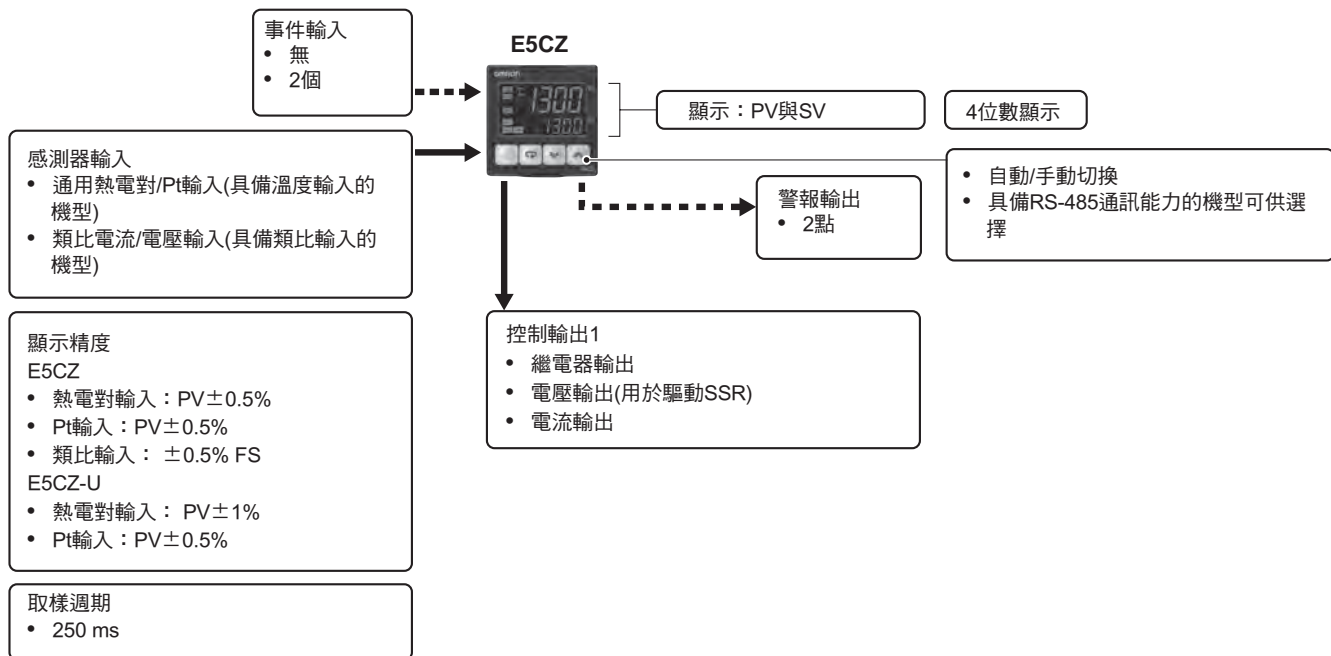 事件輸入
• 無
• 2個
E5CZ
omron
1300
1300
顯示：PV與SV
4位數顯示
感測器輸入
• 通用熱電對/Pt輸入(具備溫度輸入的
機型)
• 類比電流/電壓輸入(具備類比輸入的
機型)
• 自動/手動切換
• 具備RS-485通訊能力的機型可供選
擇
警報輸出
• 2點
控制輸出1
• 繼電器輸出
• 電壓輸出(用於驅動SSR)
• 電流輸出
顯示精度
E5CZ
• 熱電對輸入：PV±0.5%
• Pt輸入：PV±0.5%
• 類比輸入： ±0.5% FS
E5CZ-U
• 熱電對輸入： PV±1%
• Pt輸入：PV±0.5%
取樣週期
• 250 ms